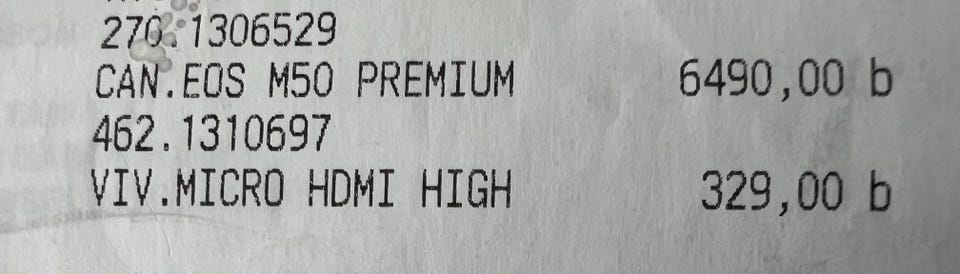 270.1306529
CAN.EOS M50 PREMIUM 6490,00 b
462.1310697
VIV.MICRO HDMI HIGH 329,00 b